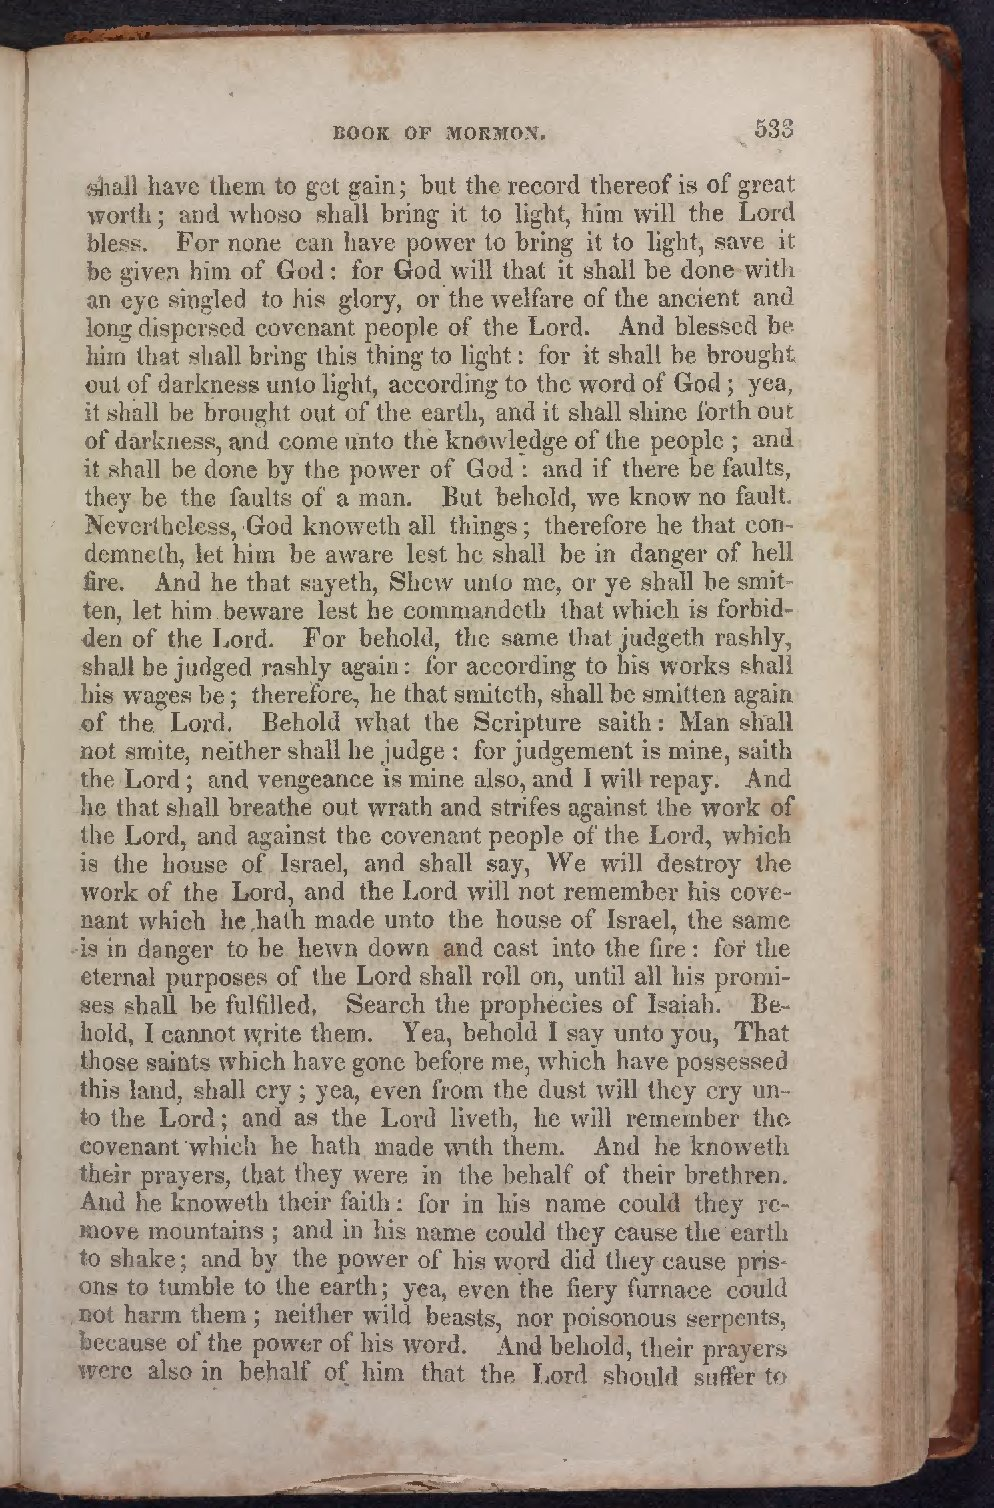 BOOK OF MORMON. 533
shall have them to get gain; but the record thereof is of great
worth; and whoso shall bring it to light, him will the Lord
bless. For none can have power to bring it to light, save it
be given him of God: for God will that it shall be done with
an eye singled to his glory, or the welfare of the ancient and
long dispersed covenant people of the Lord. And blessed be
him that shall bring this thing to light: for it shall be brought
out of darkness unto light, according to the word of God; yea,
it shall be brought out of the earth, and it shall shine forth out
of darkness, and come unto the knowledge of the people; and
it shall be done by the power of God: and if there be faults,
they be the faults of a man. But behold, we know no fault.
Nevertheless, God knoweth all things; therefore he that con-
demneth, let him be aware lest he shall be in danger of hell
fire. And he that sayeth, Shew unto me, or ye shall be smit-
ten, let him beware lest he commandeth that which is forbid-
den of the Lord. For behold, the same that judgeth rashly,
shall be judged rashly again: for according to his works shall
his wages be; therefore, he that smiteth, shall be smitten again
of the Lord. Behold what the Scripture saith: Man shall
not smite, neither shall he judge: for judgement is mine, saith
the Lord; and vengeance is mine also, and I will repay. And
he that shall breathe out wrath and strifes against the work of
the Lord, and against the covenant people of the Lord, which
is the house of Israel, and shall say, We will destroy the
work of the Lord, and the Lord will not remember his cove-
nant which he hath made unto the house of Israel, the same
is in danger to be hewn down and cast into the fire: for the
eternal purposes of the Lord shall roll on, until all his promi-
ses shall be fulfilled. Search the prophecies of Isaiah. Be-
hold, I cannot write them. Yea, behold I say unto you, That
those saints which have gone before me, which have possessed
this land, shall cry; yea, even from the dust will they cry un-
to the Lord; and as the Lord liveth, he will remember the
covenant which he hath made with them. And he knoweth
their prayers, that they were in the behalf of their brethren.
And he knoweth their faith: for in his name could they re-
move mountains; and in his name could they cause the earth
to shake; and by the power of his word did they cause pris-
ons to tumble to the earth; yea, even the fiery furnace could
not harm them; neither wild beasts, nor poisonous serpents,
because of the power of his word. And behold, their prayers
were also in behalf of him that the Lord should suffer to